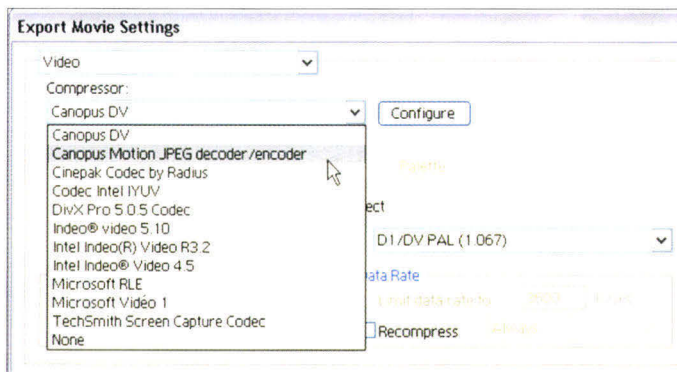 Export Movie Settings
Video
Compressor:
Canopus DV
Configure
Canopus DV
Canopus Motion JPEG decoder/encoder
Cinepak Codec by Radius
Codec Intel IYUV
DivX Pro 5.0.5 Codec
Indeo® video 5.10
ect
Intel Indeo(R) Video R3.2
D1/DV PAL (1.067)
Intel Indeo® Video 4.5
Microsoft RLE
ata Rate
Microsoft Vidéo 1
TechSmith Screen Capture Codec
Recompress
None